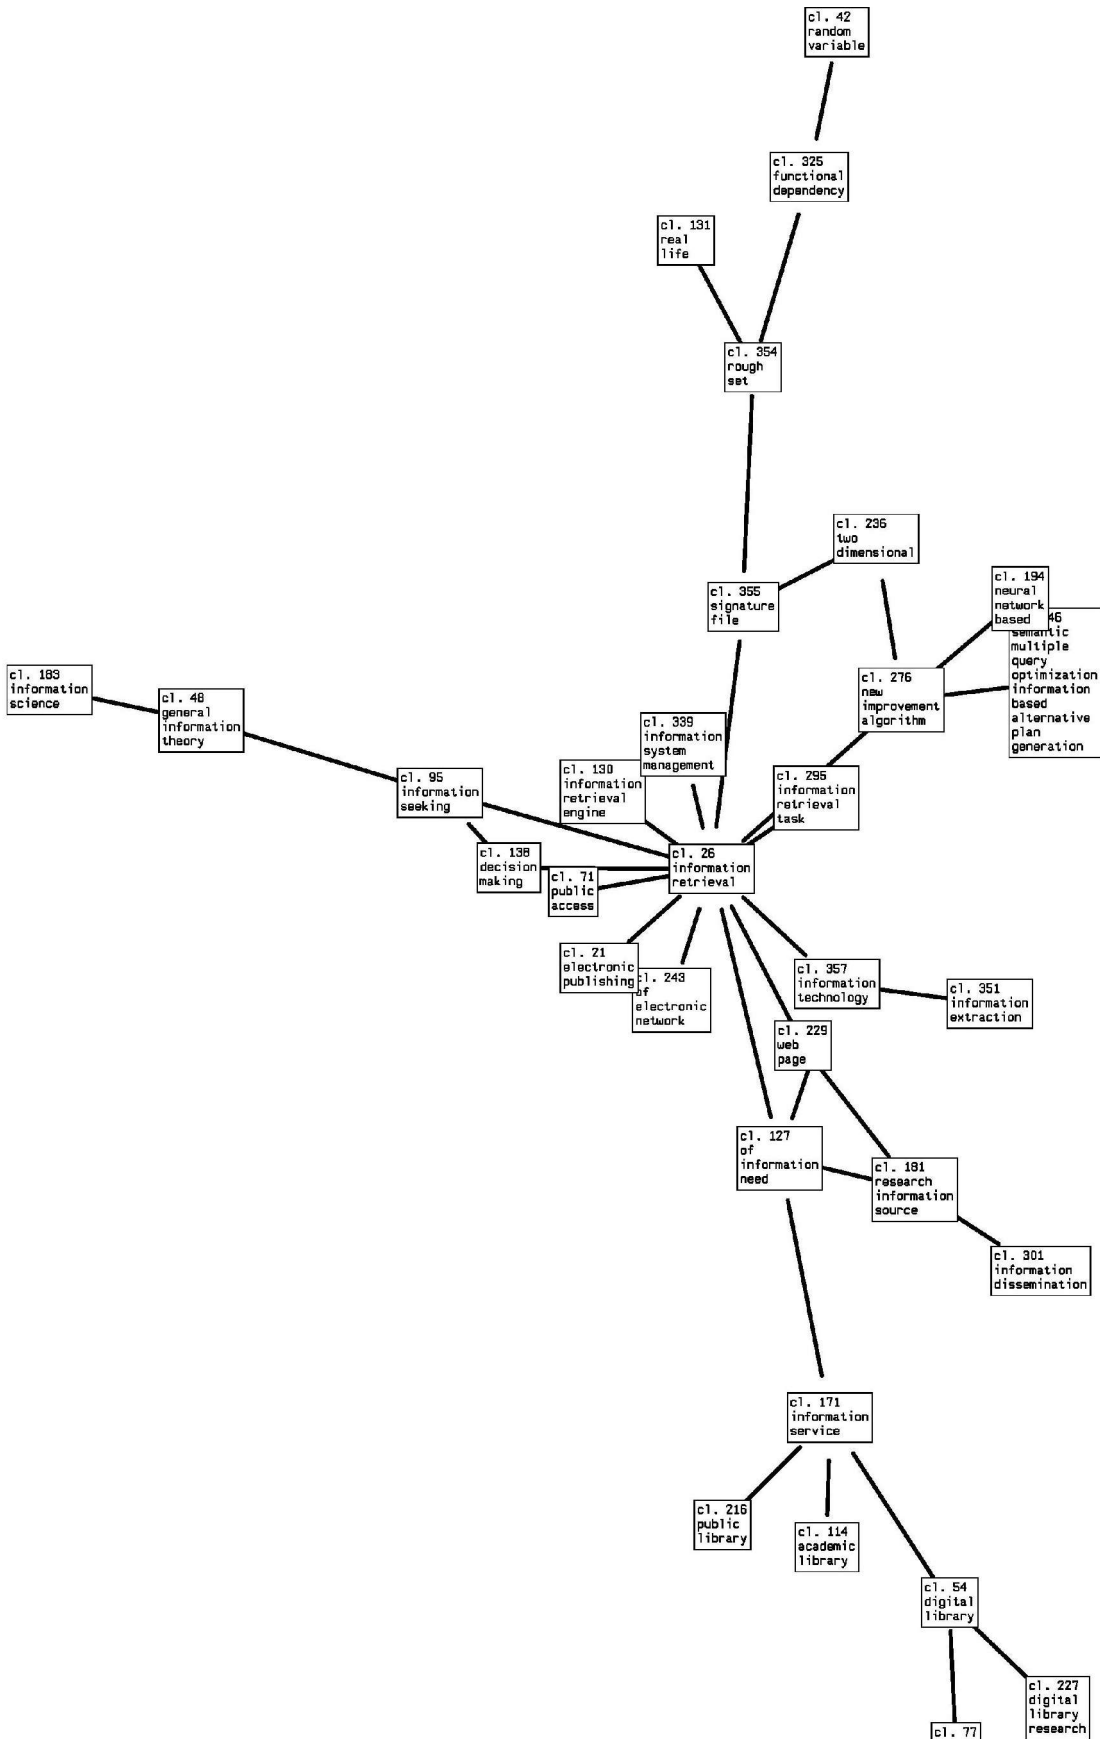 cl. 42
random
variable
cl. 325
functional
dependency
cl. 131
real
life
cl. 354
rough
set
cl. 236
two
dimensional
cl. 194
neural
network
based
cl. 355
signature
file
46
semantic
multiple
query
optimization
information
based
alternative
plan
generation
cl. 183
information
science
cl. 48
general
information
theory
cl. 276
new
improvement
algorithm
cl. 339
information
system
management
cl. 130
information
retrieval
engine
cl. 295
information
retrieval
task
cl. 95
information
seeking
cl. 138
decision
making
cl. 26
information
retrieval
cl. 71
public
access
cl. 21
electronic
publishing
cl. 243
of
electronic
network
cl. 357
information
technology
cl. 351
information
extraction
cl. 229
web
page
cl. 127
of
information
need
cl. 181
research
information
source
cl. 301
information
dissemination
cl. 171
information
service
cl. 216
public
library
cl. 114
academic
library
cl. 54
digital
library
cl. 227
digital
library
research
cl. 77